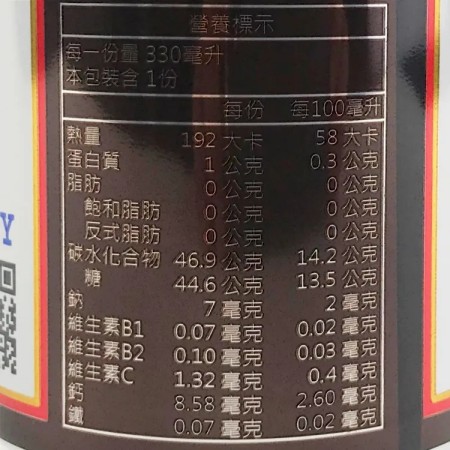 營養標示
每一份量 330毫升
本包裝含 1份
每份 每100毫升
熱量 192 大卡 58 大卡
蛋白質 1 公克 0.3 公克
脂肪 0 公克 0 公克
飽和脂肪 0 公克 0 公克
反式脂肪 0 公克 0 公克
碳水化合物 46.9 公克 14.2 公克
糖 44.6 公克 13.5 公克
鈉 7 毫克 2 毫克
維生素B1 0.07 毫克 0.02 毫克
維生素B2 0.10 毫克 0.03 毫克
維生素C 1.32 毫克 0.4 毫克
鈣 8.58 毫克 2.60 毫克
鐵 0.07 毫克 0.02 毫克
Y